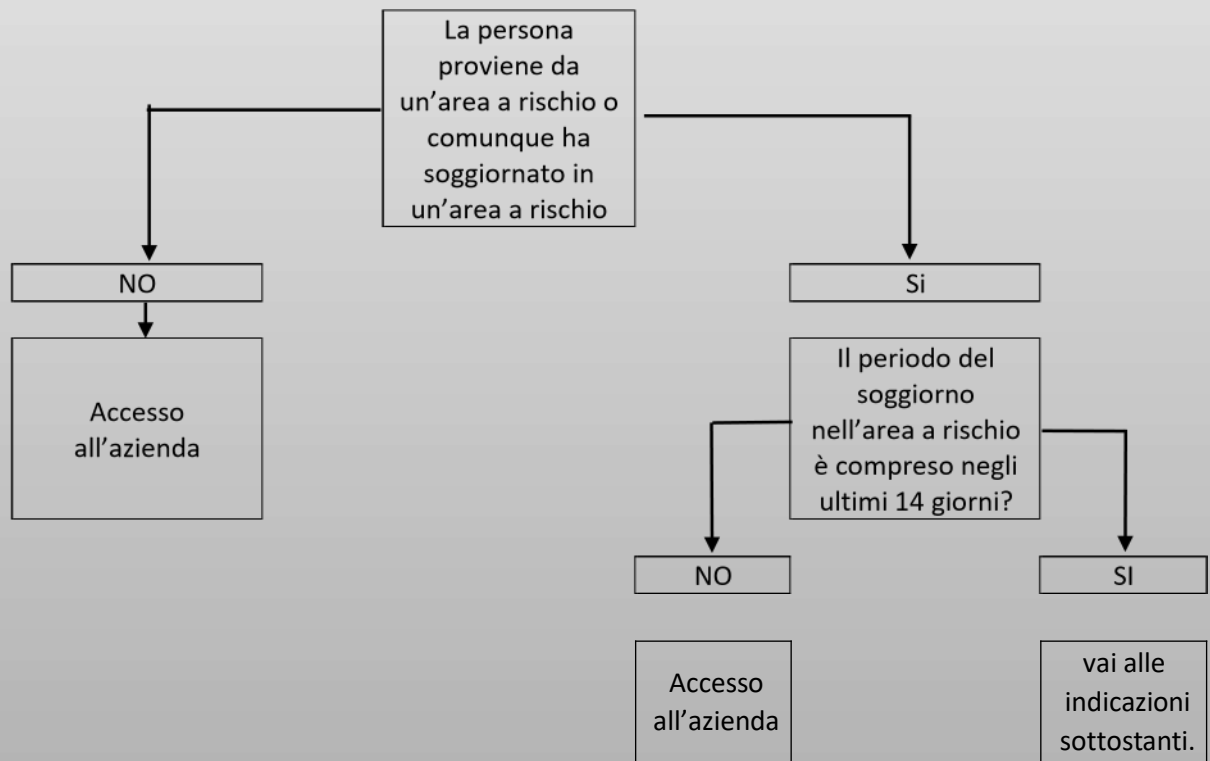 La persona
proviene da
un'area a rischio o
comunque ha
soggiornato in
un'area a rischio
NO
Si
Accesso
all'azienda
Il periodo del
soggiorno
nell'area a rischio
è compreso negli
ultimi 14 giorni?
NO
SI
Accesso
all'azienda
vai alle
indicazioni
sottostanti.